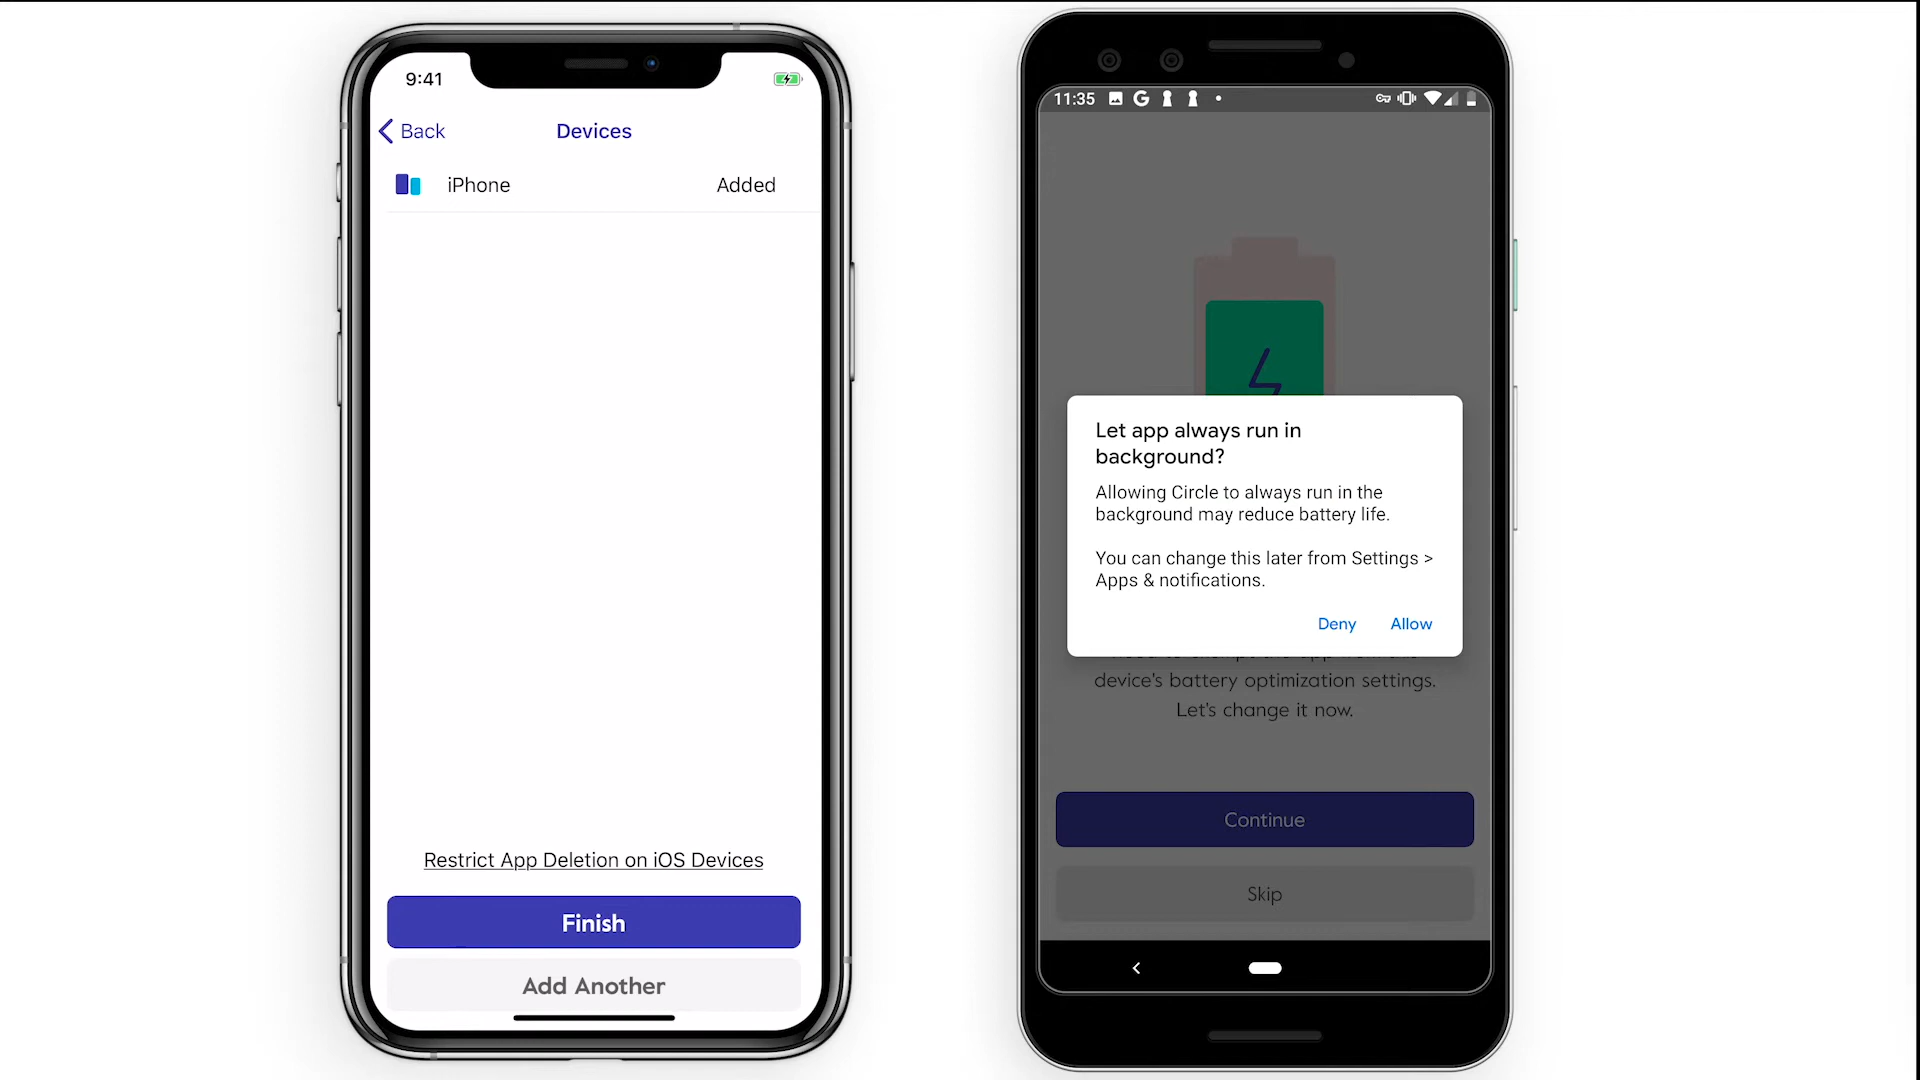 9:41
Back
Devices
iPhone
Added
Restrict App Deletion on iOS Devices
Finish
Add Another
11:35
Let app always run in
background?
Allowing Circle to always run in the
background may reduce battery life.
You can change this later from Settings >
Apps & notifications.
Deny
Allow
device's battery optimization settings.
Let's change it now.
Continue
Skip